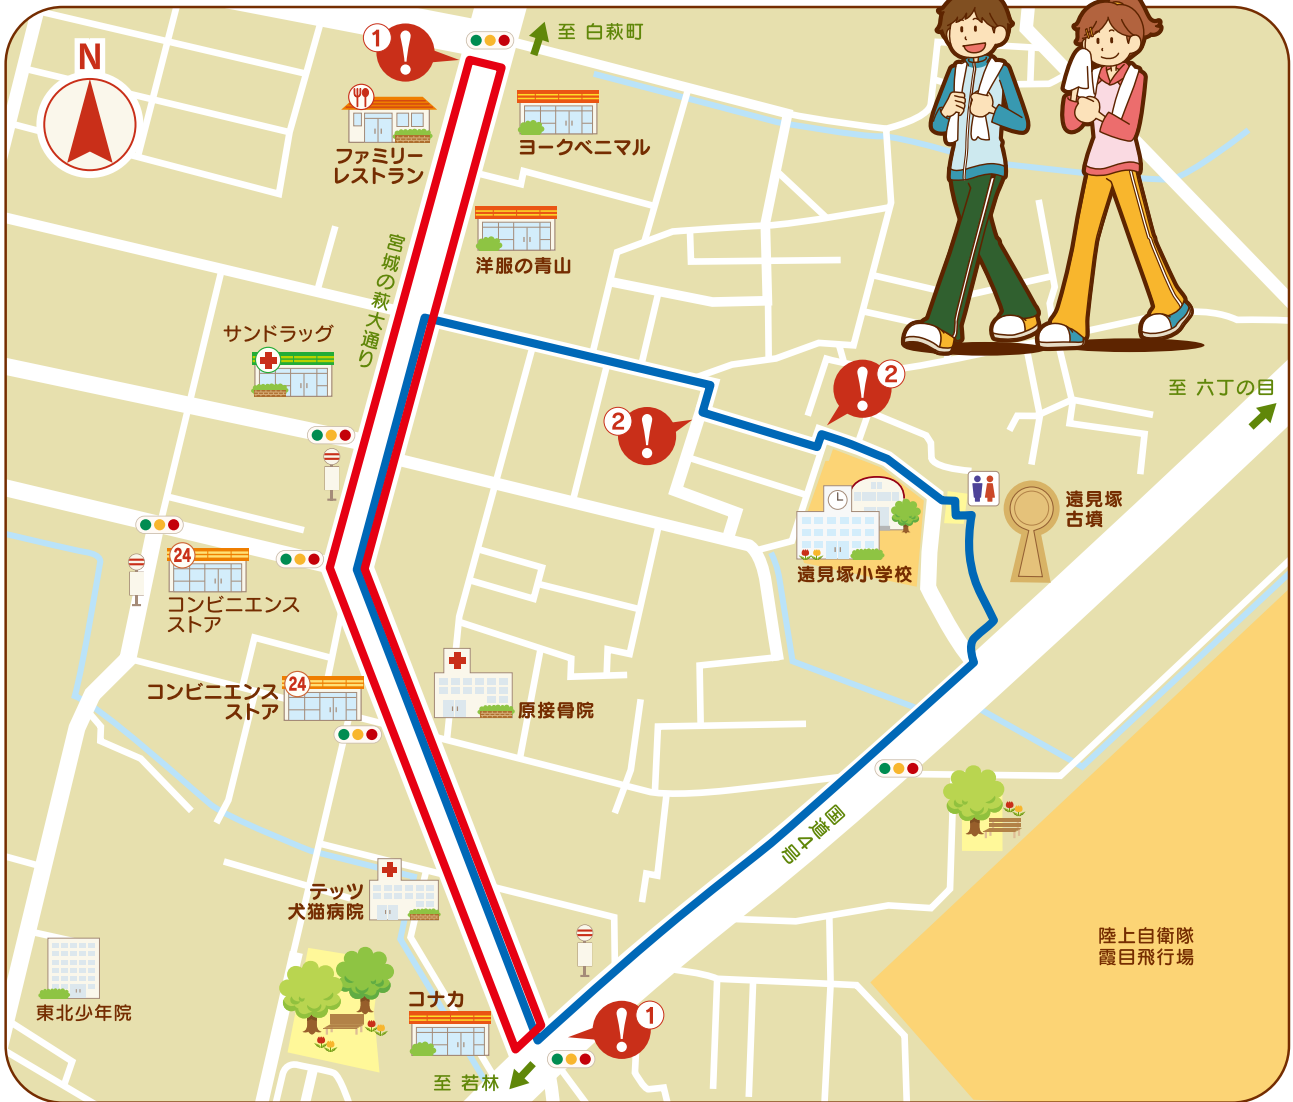 N
1
至 白萩町
ファミリー
レストラン
ヨークベニマル
洋服の青山
宮城の萩大通り
サンドラッグ
至 六丁の目
2
2
遠見塚
古墳
遠見塚小学校
24
コンビニエンス
ストア
24
コンビニエンス
ストア
原接骨院
国道4号
テッツ
犬猫病院
陸上自衛隊
霞目飛行場
東北少年院
コナカ
1
至 若林